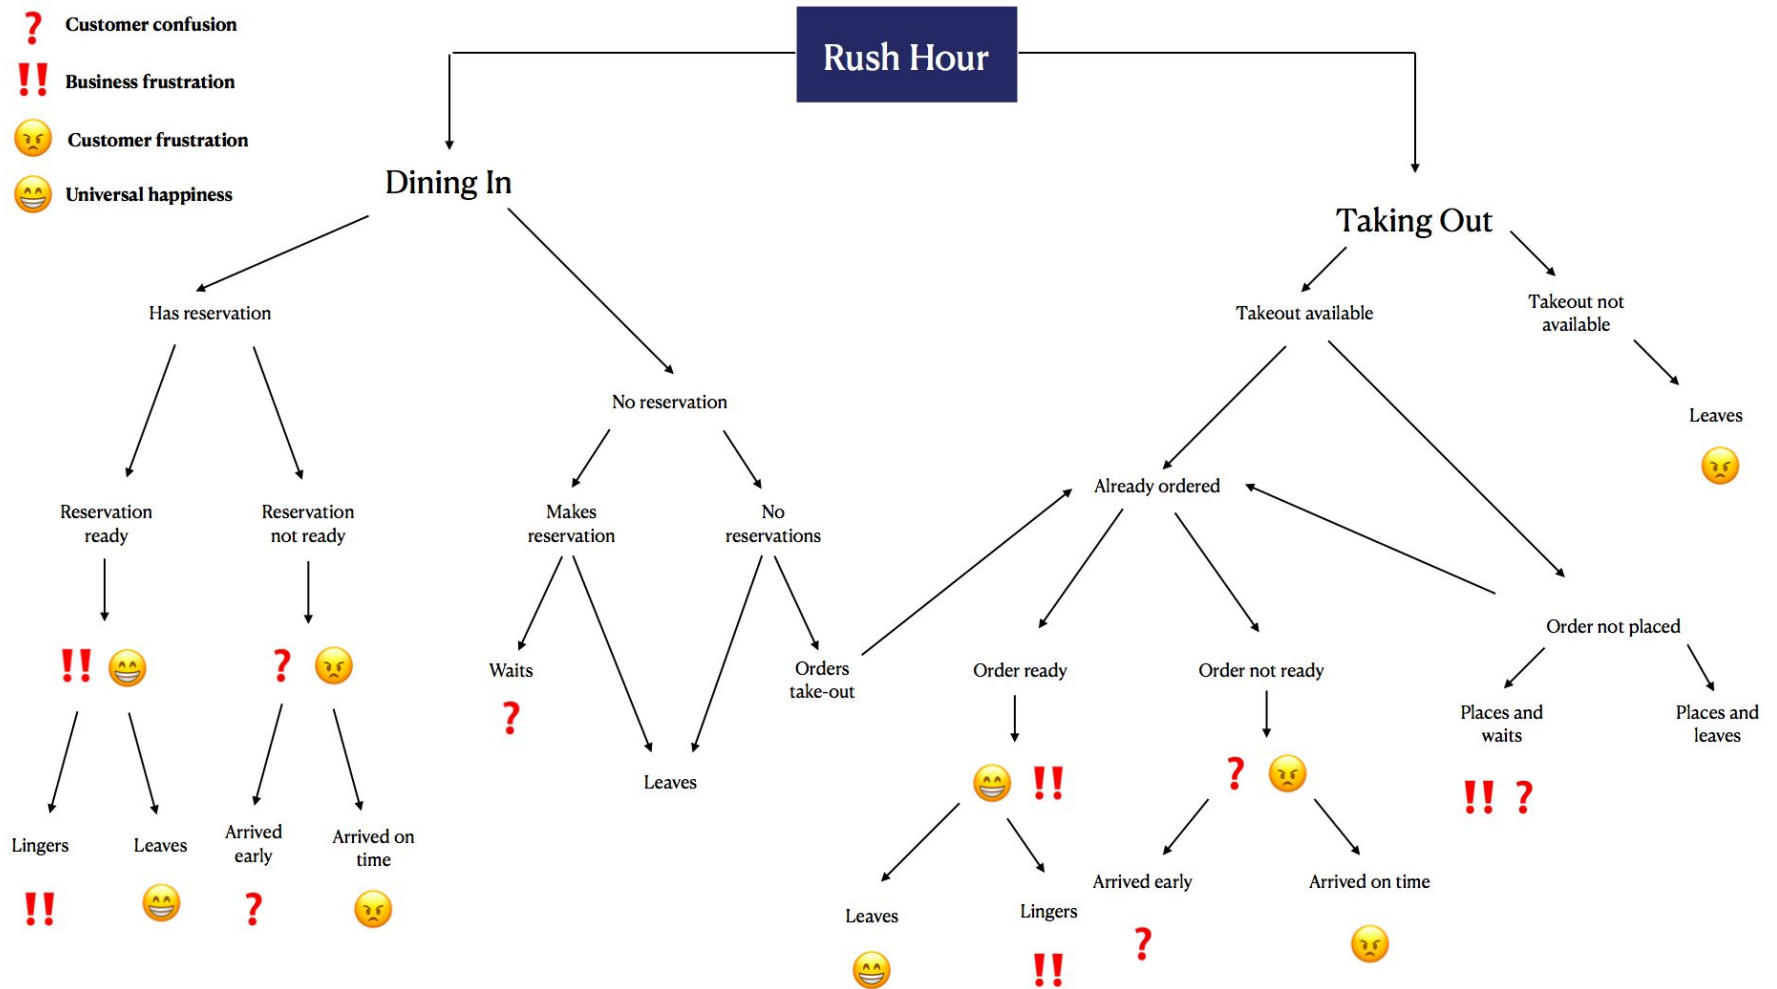 Customer confusion
Business frustration
Customer frustration
Universal happiness
Rush Hour
Dining In
Taking Out
Has reservation
Takeout available
Takeout not
available
No reservation
Leaves
Already ordered
Reservation
ready
Reservation
not ready
Makes
reservation
No
reservations
Order not placed
Waits
Orders
take-out
Order ready
Order not ready
Places and
waits
Places and
leaves
Leaves
Lingers
Leaves
Arrived
early
Arrived on
time
Leaves
Lingers
Arrived early
Arrived on time